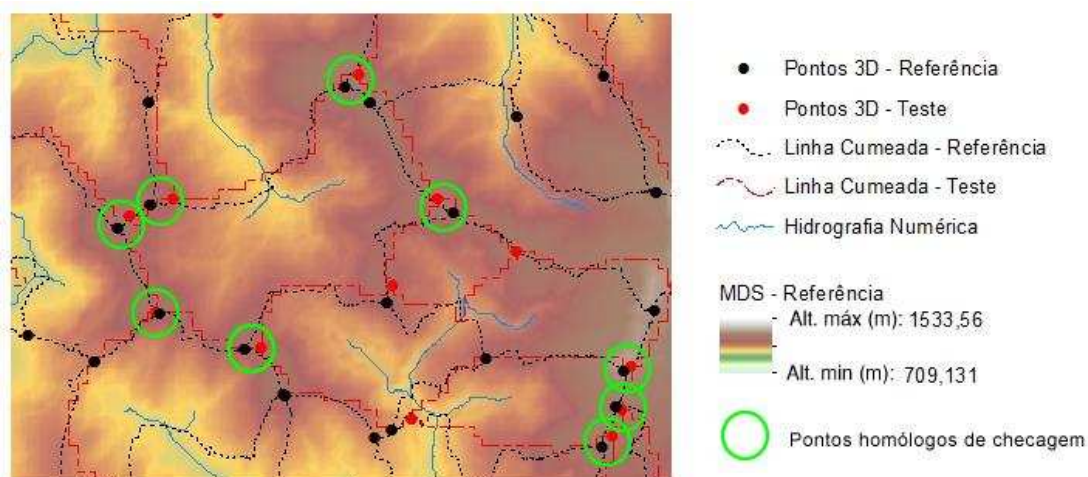 Pontos 3D - Referência
Pontos 3D - Teste
Linha Cumeada - Referência
Linha Cumeada - Teste
Hidrografia Numérica
MDS - Referência
Alt. máx (m): 1533,56
Alt. min (m): 709,131
Pontos homólogos de checagem